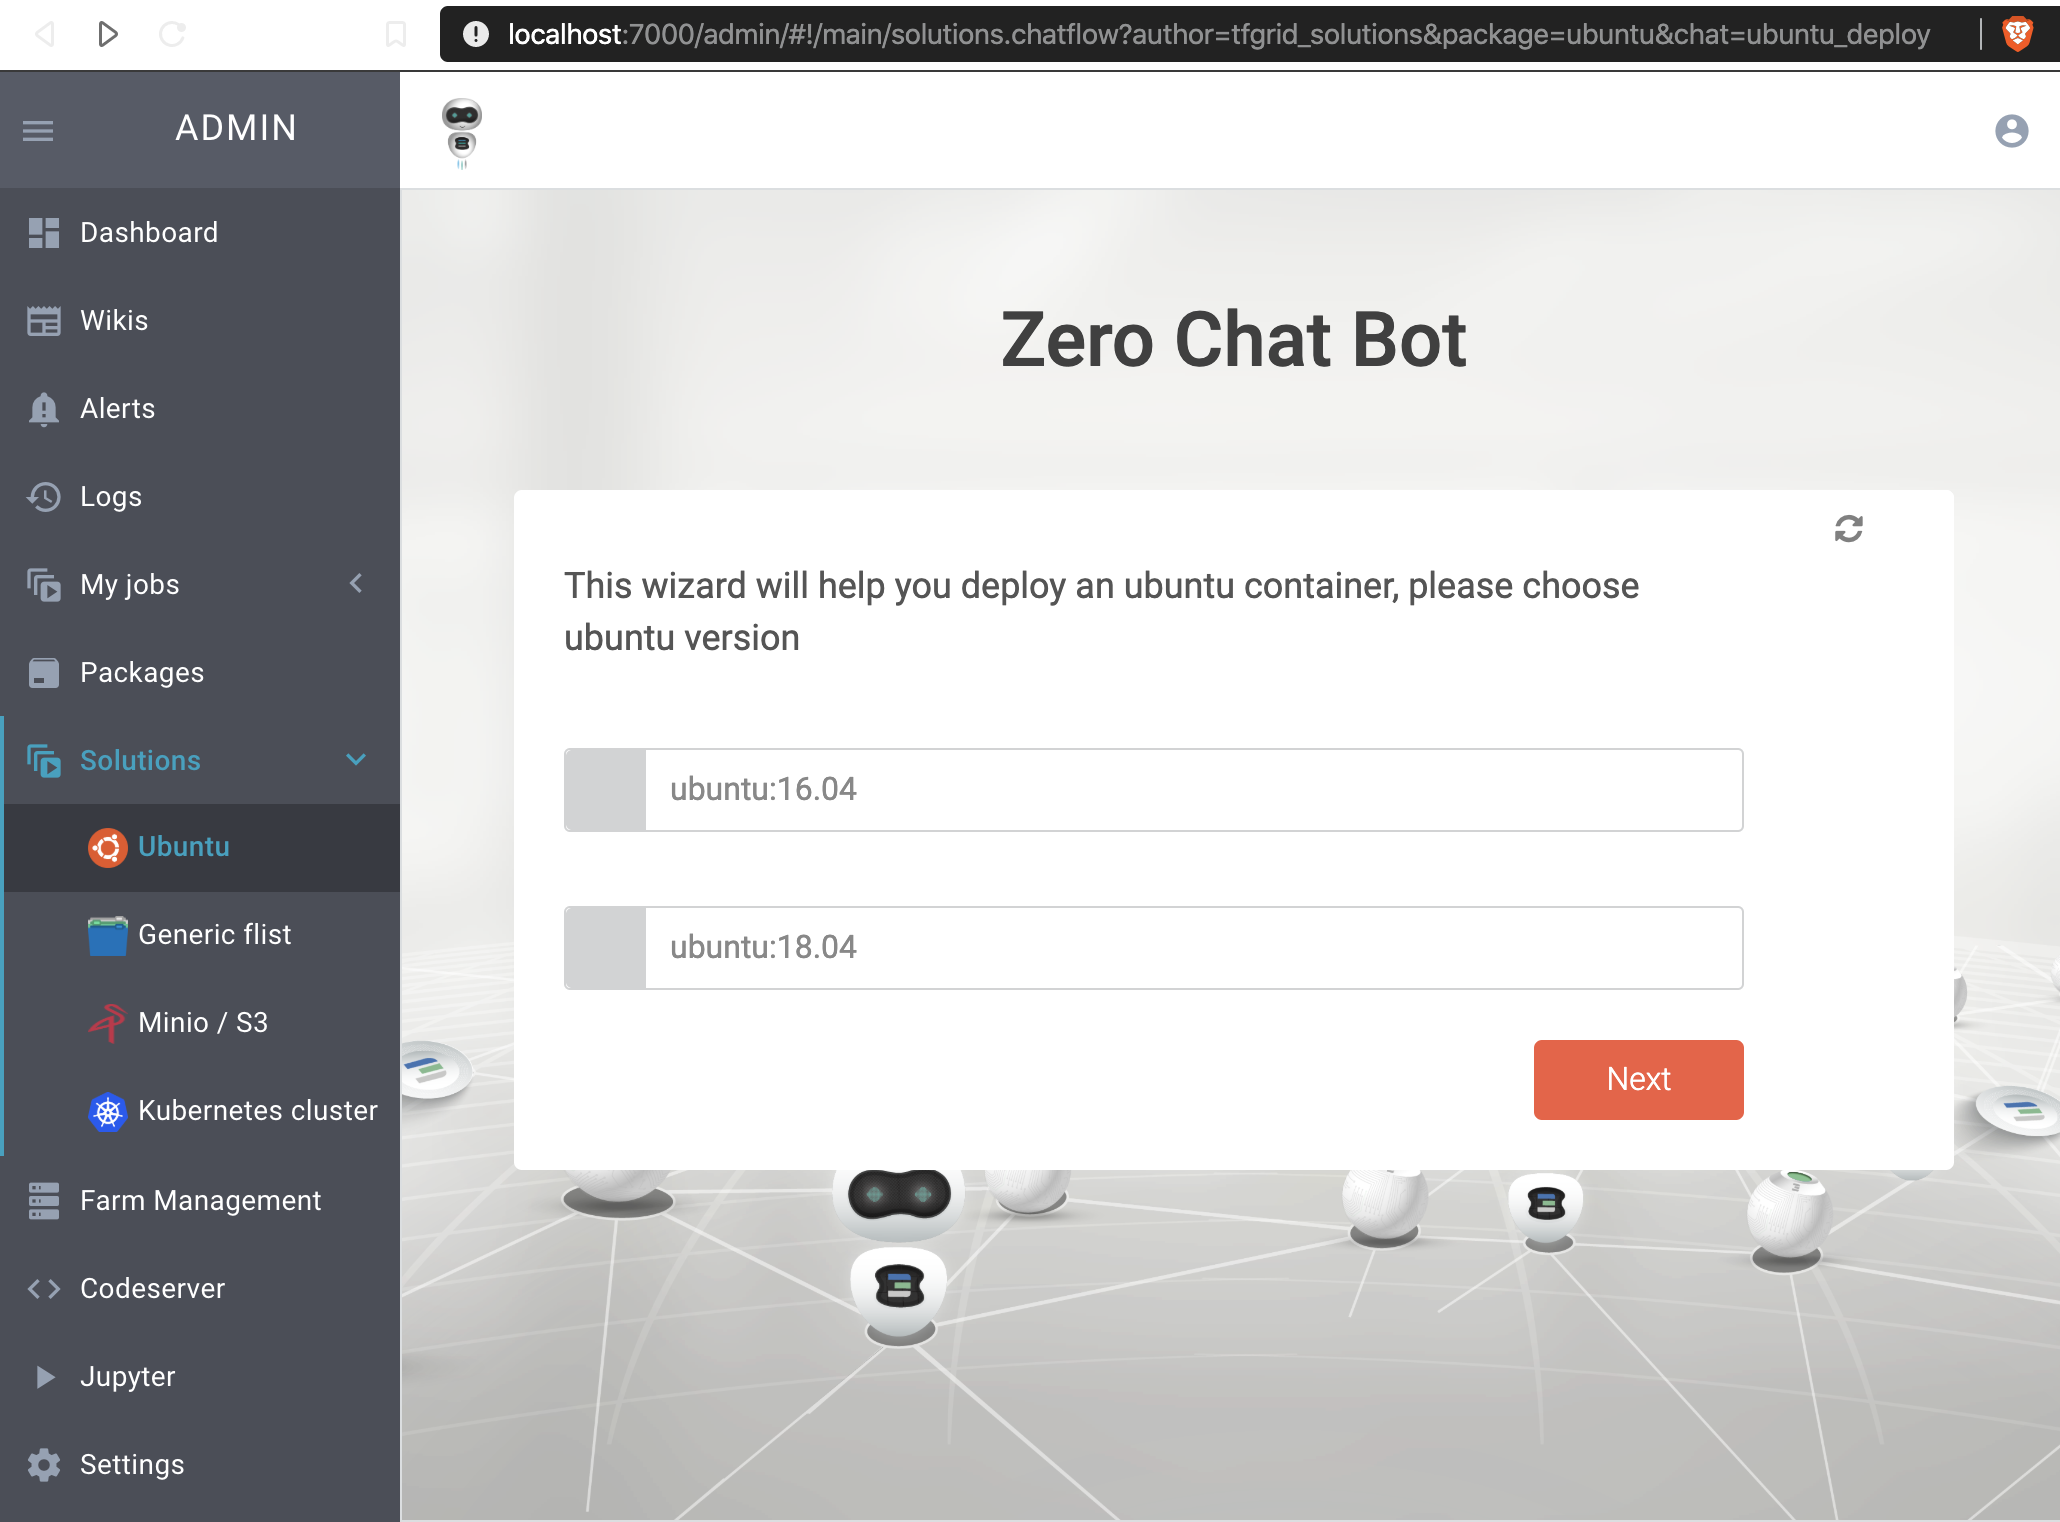 localhost:7000/admin/#!/main/solutions.chatflow?author=tfgrid_solutions&package=ubuntu&chat=ubuntu_deploy
ADMIN
Dashboard
Wikis
Alerts
Logs
My jobs
Packages
Solutions
Ubuntu
Generic flist
Minio / S3
Kubernetes cluster
Farm Management
Codeserver
Jupyter
Settings
Zero Chat Bot
This wizard will help you deploy an ubuntu container, please choose
ubuntu version
ubuntu:16.04
ubuntu:18.04
Next